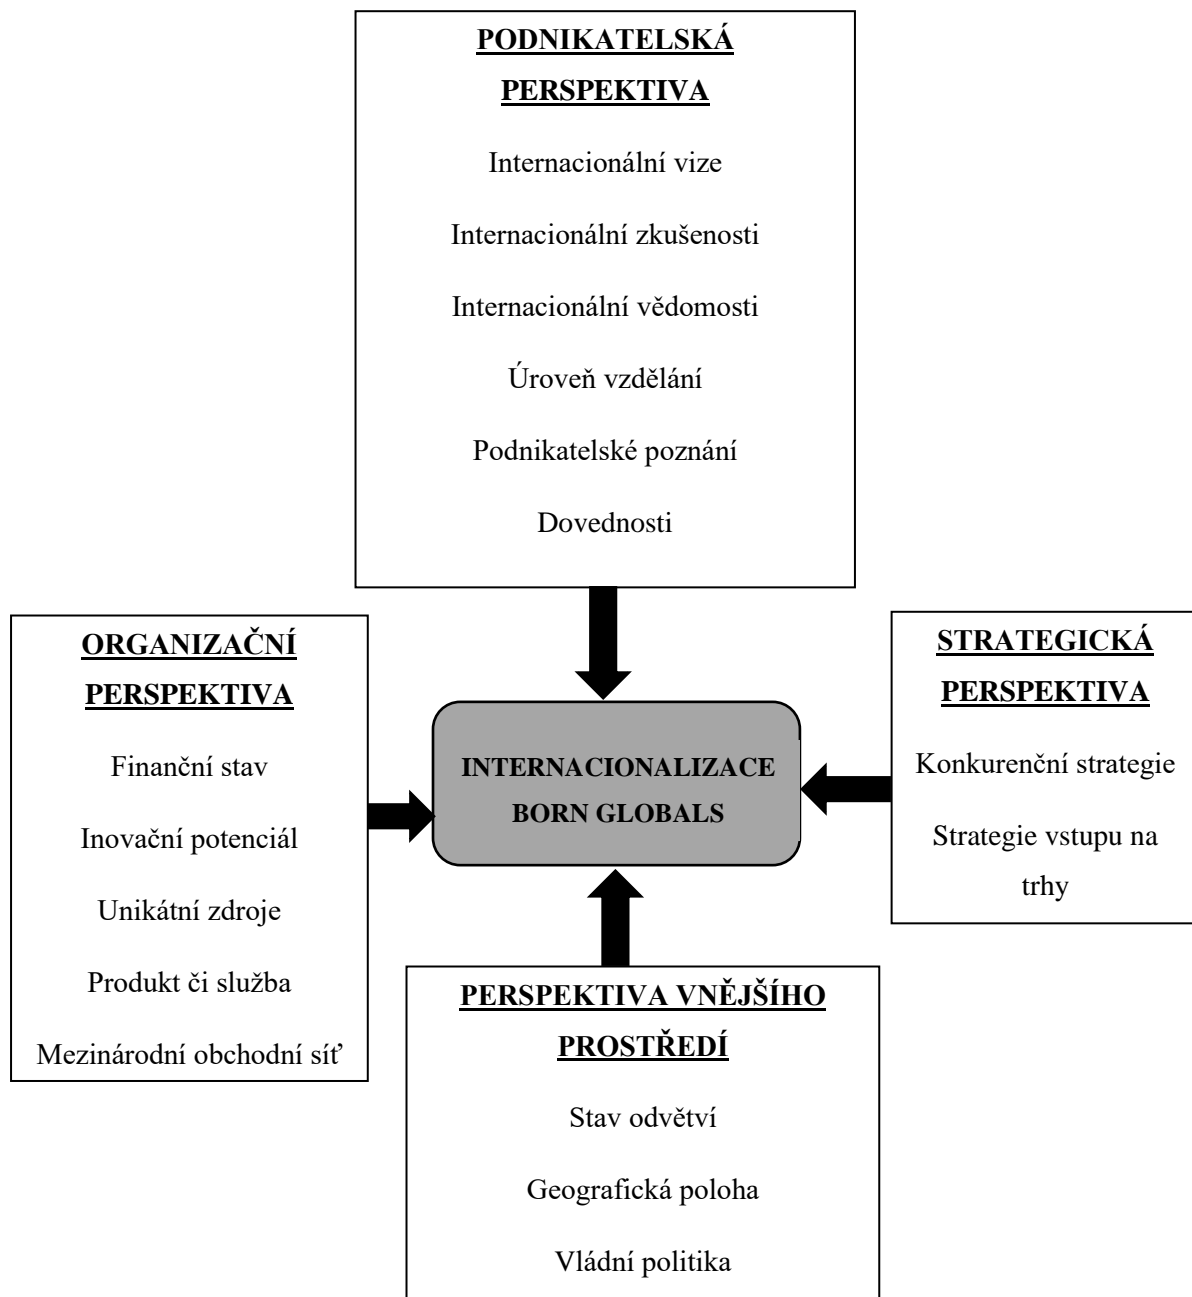 PODNIKATELSKÁ
PERSPEKTIVA
Internacionální vize
Internacionální zkušenosti
Internacionální vědomosti
Úroveň vzdělání
Podnikatelské poznání
Dovednosti
ORGANIZAČNÍ
PERSPEKTIVA
Finanční stav
Inovační potenciál
Unikátní zdroje
Produkt či služba
Mezinárodní obchodní síť
INTERNACIONALIZACE
BORN GLOBALS
STRATEGICKÁ
PERSPEKTIVA
Konkurenční strategie
Strategie vstupu na
trhy
PERSPEKTIVA VNĚJŠÍHO
PROSTŘEDÍ
Stav odvětví
Geografická poloha
Vládní politika